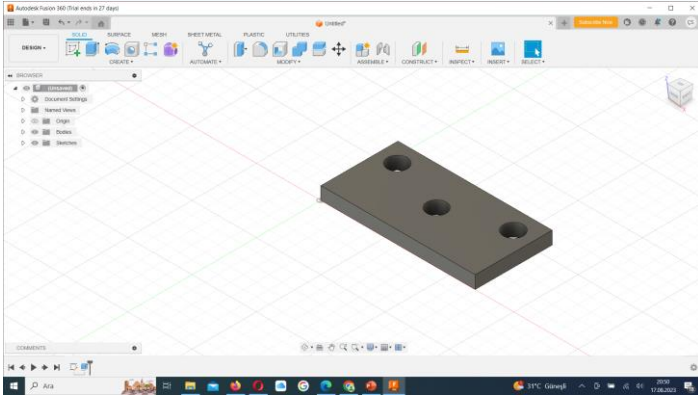 Autodesk Fusion 360 (Trial ends in 27 days)
Untitled*
Subscribe Now
SOLID SURFACE MESH SHEET METAL PLASTIC UTILITIES
DESIGN
CREATE AUTOMATE MODIFY ASSEMBLE CONSTRUCT INSPECT INSERT SELECT
BROWSER
(Unsaved)
Document Settings
Named Views
Origin
Bodies
Sketches
COMMENTS
Ara
31°C Güneşli
20:50
17.08.2023